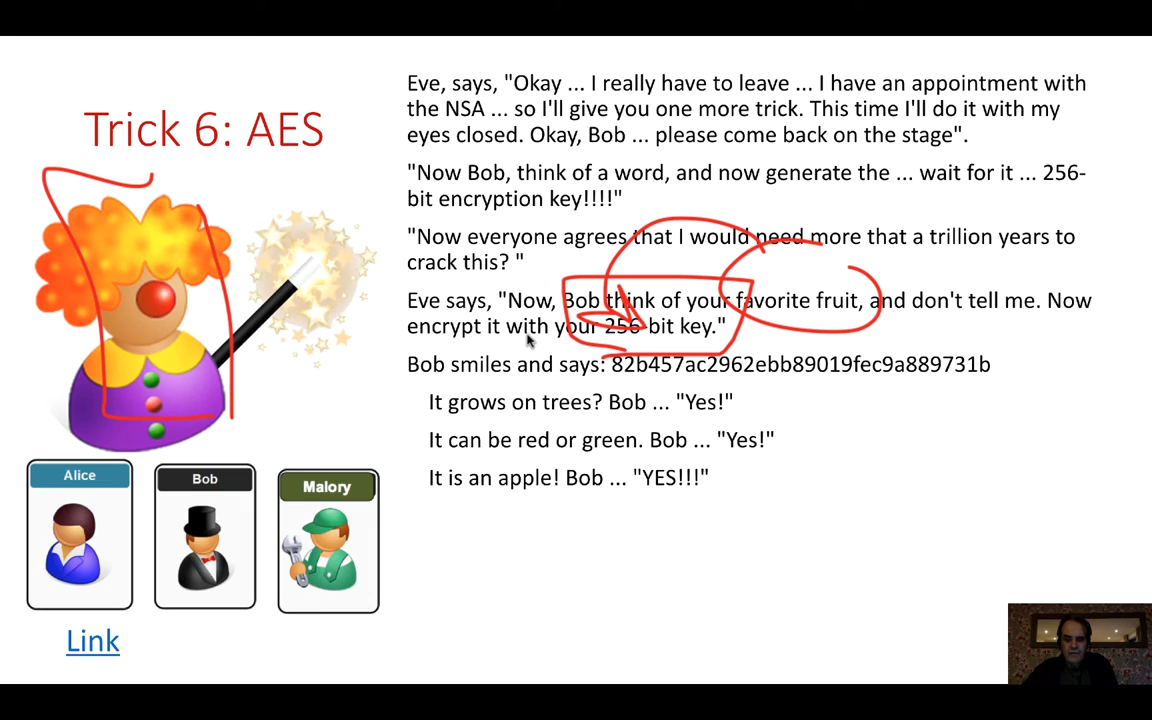 Trick 6: AES
Eve, says, "Okay ... I really have to leave ... I have an appointment with
the NSA ... so I'll give you one more trick. This time I'll do it with my
eyes closed. Okay, Bob ... please come back on the stage".
"Now Bob, think of a word, and now generate the ... wait for it ... 256-
bit encryption key!!!!"
"Now everyone agrees that I would need more that a trillion years to
crack this? "
Eve says, "Now, Bob think of your favorite fruit, and don't tell me. Now
encrypt it with your 256-bit key."
Bob smiles and says: 82b457ac2962ebb89019fec9a889731b
It grows on trees? Bob ... "Yes!"
It can be red or green. Bob ... "Yes!"
It is an apple! Bob ... "YES!!!"
Alice
Bob
Malory
Link